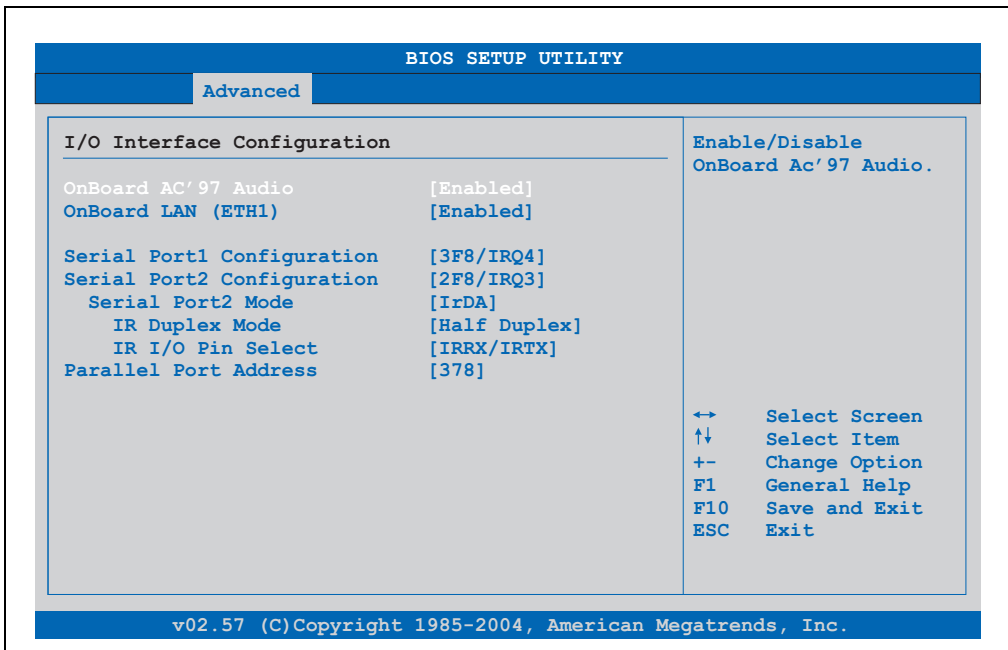 BIOS SETUP UTILITY
Advanced
I/O Interface Configuration
OnBoard AC'97 Audio [Enabled]
OnBoard LAN (ETH1) [Enabled]
Serial Port1 Configuration [3F8/IRQ4]
Serial Port2 Configuration [2F8/IRQ3]
Serial Port2 Mode [IrDA]
IR Duplex Mode [Half Duplex]
IR I/O Pin Select [IRRX/IRTX]
Parallel Port Address [378]
Enable/Disable
OnBoard Ac'97 Audio.
↔ Select Screen
↑↓ Select Item
+- Change Option
F1 General Help
F10 Save and Exit
ESC Exit
v02.57 (C)Copyright 1985-2004, American Megatrends, Inc.